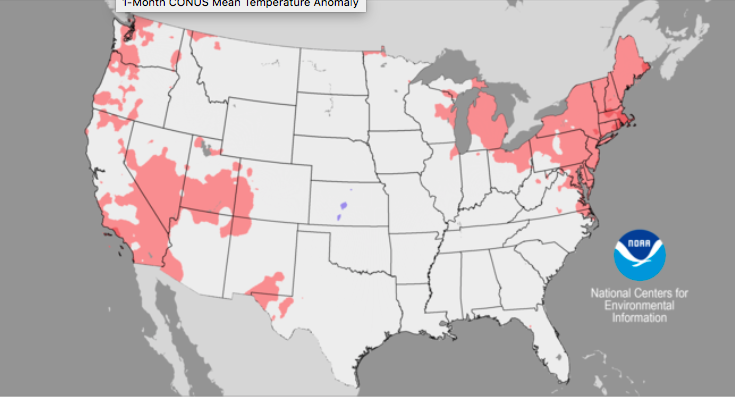 1-Month CONUS Mean Temperature Anomaly
NOAA
National Centers for
Environmental
Information